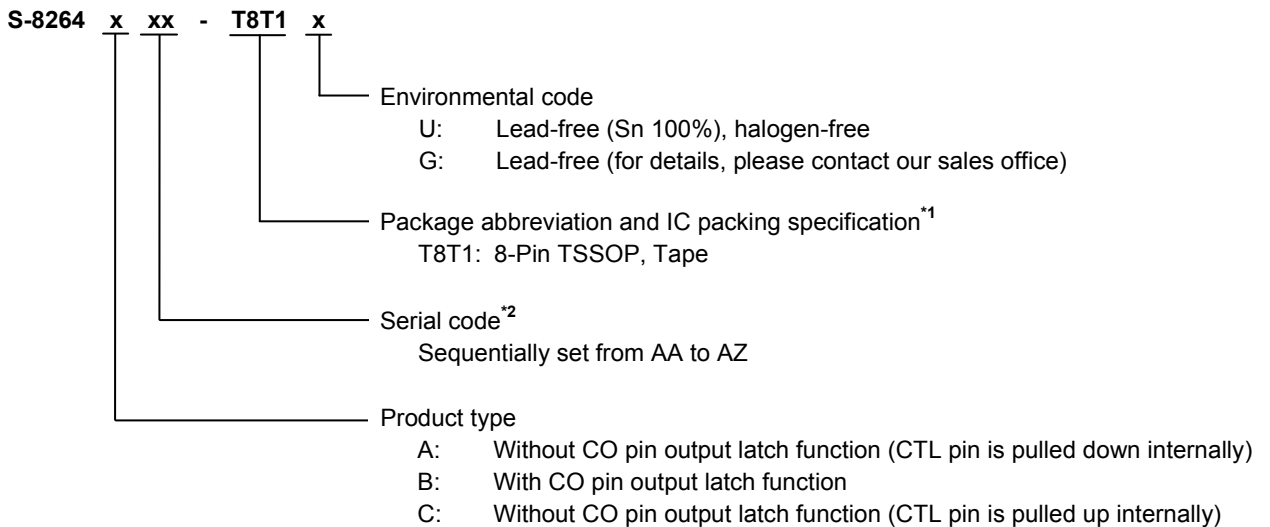 S-8264 x xx - T8T1 x
Environmental code
U: Lead-free (Sn 100%), halogen-free
G: Lead-free (for details, please contact our sales office)
Package abbreviation and IC packing specification*1
T8T1: 8-Pin TSSOP, Tape
Serial code*2
Sequentially set from AA to AZ
Product type
A: Without CO pin output latch function (CTL pin is pulled down internally)
B: With CO pin output latch function
C: Without CO pin output latch function (CTL pin is pulled up internally)